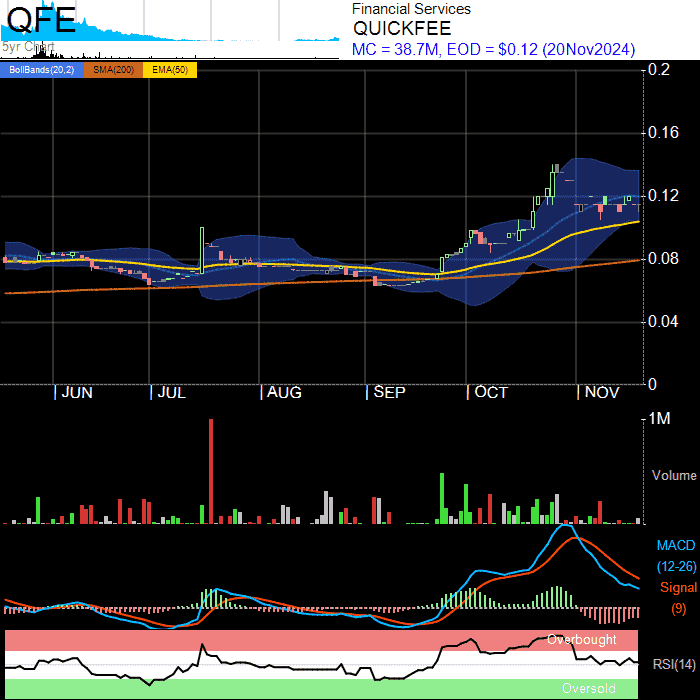 QFE
5yr Chart
Financial Services
QUICKFEE
MC = 38.7M, EOD = $0.12 (20Nov2024)
BollBands(20,2) SMA(200) EMA(50)
0.2
0.16
0.12
0.08
0.04
0
| JUN | JUL | AUG | SEP | OCT | NOV
1M
Volume
MACD
(12-26)
Signal
(9)
Overbought
RSI(14)
Oversold